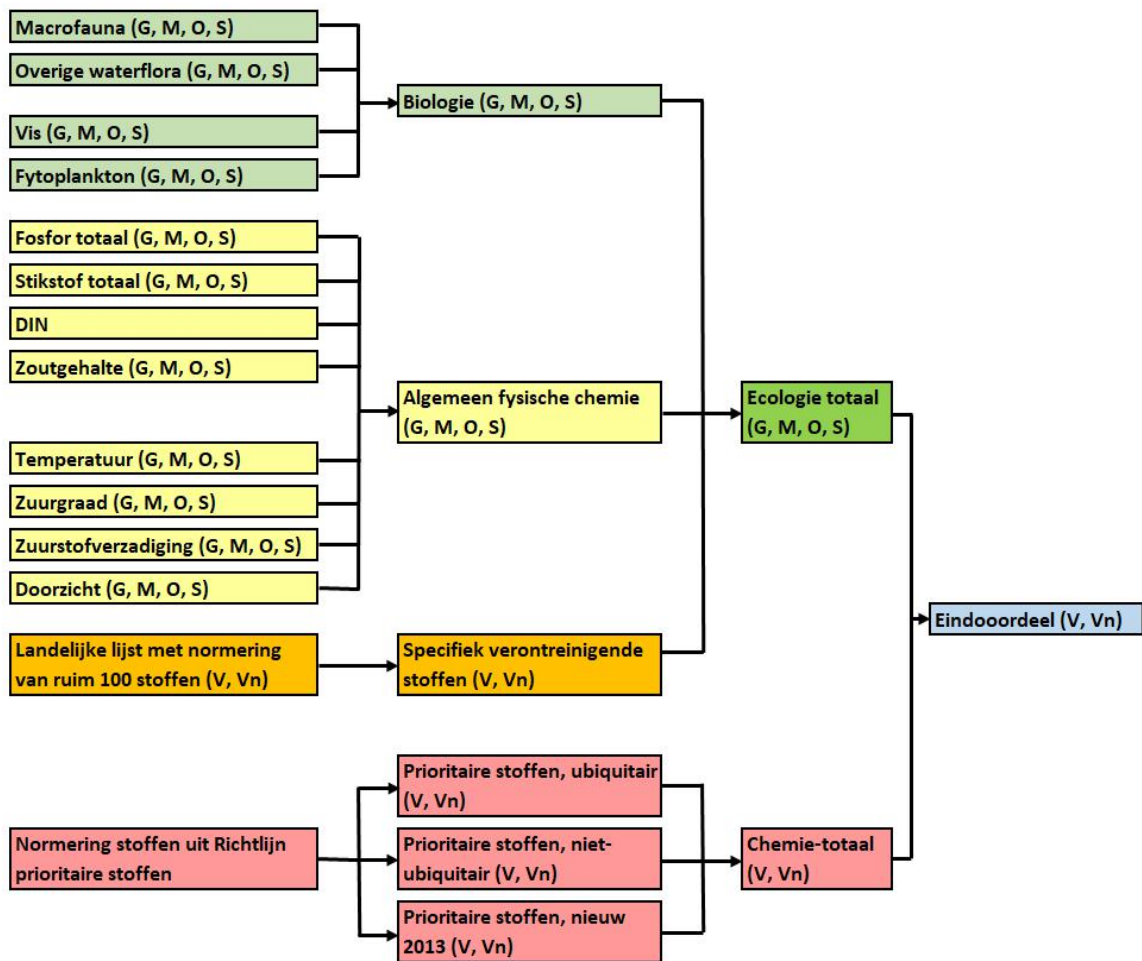 Macrofauna (G, M, O, S)
Overige waterflora (G, M, O, S)
Vis (G, M, O, S)
Fytoplankton (G, M, O, S)
Biologie (G, M, O, S)
Fosfor totaal (G, M, O, S)
Stikstof totaal (G, M, O, S)
DIN
Zoutgehalte (G, M, O, S)
Temperatuur (G, M, O, S)
Zuurgraad (G, M, O, S)
Zuurstofverzadiging (G, M, O, S)
Doorzicht (G, M, O, S)
Algemeen fysische chemie
(G, M, O, S)
Landelijke lijst met normering
van ruim 100 stoffen (V, Vn)
Specifiek verontreinigende
stoffen (V, Vn)
Ecologie totaal
(G, M, O, S)
Normering stoffen uit Richtlijn
prioritaire stoffen
Prioritaire stoffen, ubiquitair
(V, Vn)
Prioritaire stoffen, niet-
ubiquitair (V, Vn)
Prioritaire stoffen, nieuw
2013 (V, Vn)
Chemie-totaal
(V, Vn)
Eindooordeel (V, Vn)